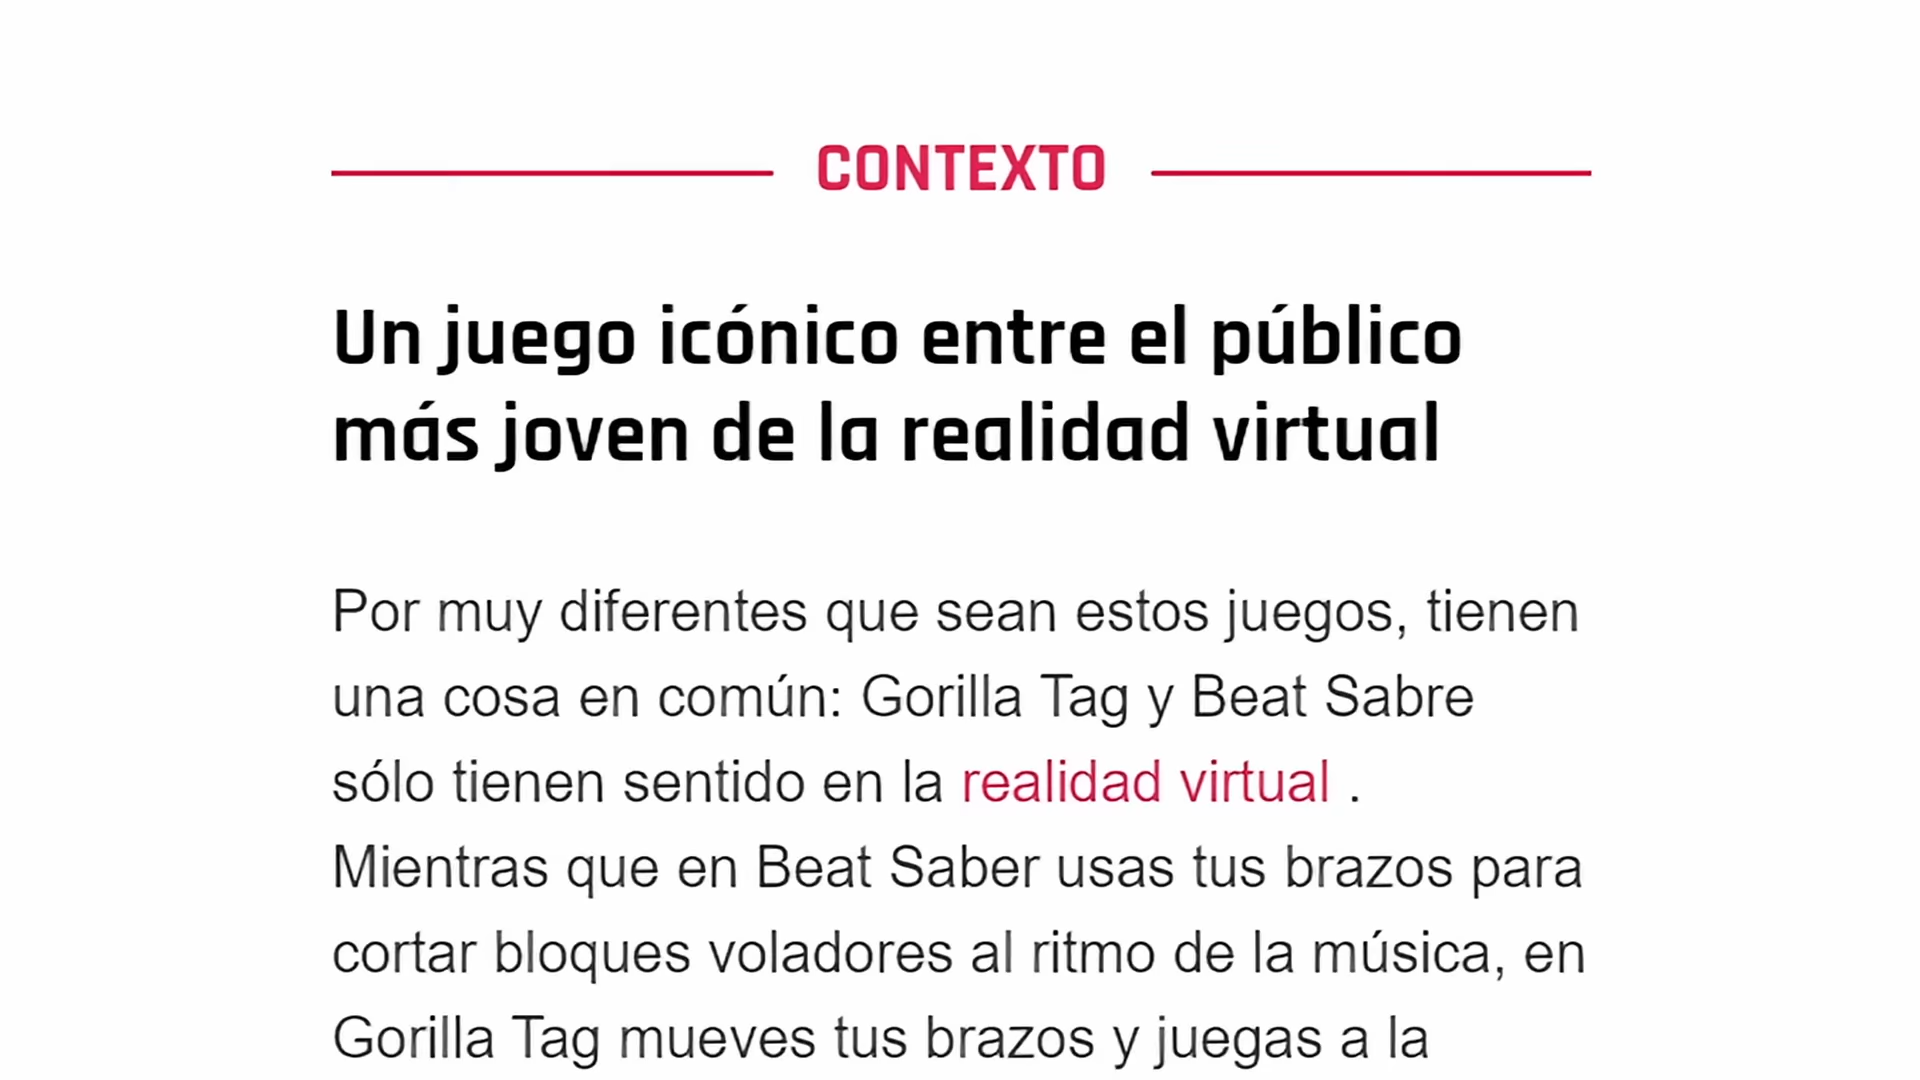 CONTEXTO
Un juego icónico entre el público
más joven de la realidad virtual
Por muy diferentes que sean estos juegos, tienen
una cosa en común: Gorilla Tag y Beat Sabre
sólo tienen sentido en la realidad virtual .
Mientras que en Beat Saber usas tus brazos para
cortar bloques voladores al ritmo de la música, en
Gorilla Tag mueves tus brazos y juegas a la